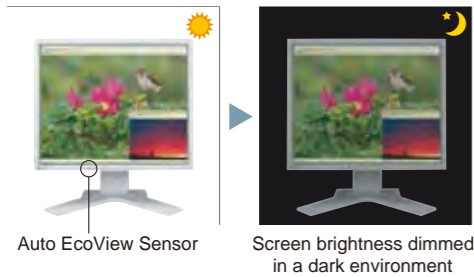 Auto EcoView Sensor
Screen brightness dimmed
in a dark environment